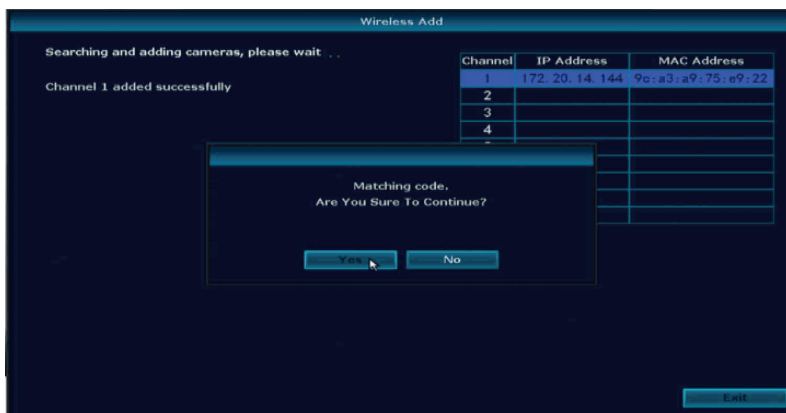 Wireless Add
Searching and adding cameras, please wait . .
Channel 1 added successfully
Channel IP Address MAC Address
1 172. 20. 14. 144 9c:a3:a9:75:e9:22
2
3
4
Matching code.
Are You Sure To Continue?
Yes No
Exit